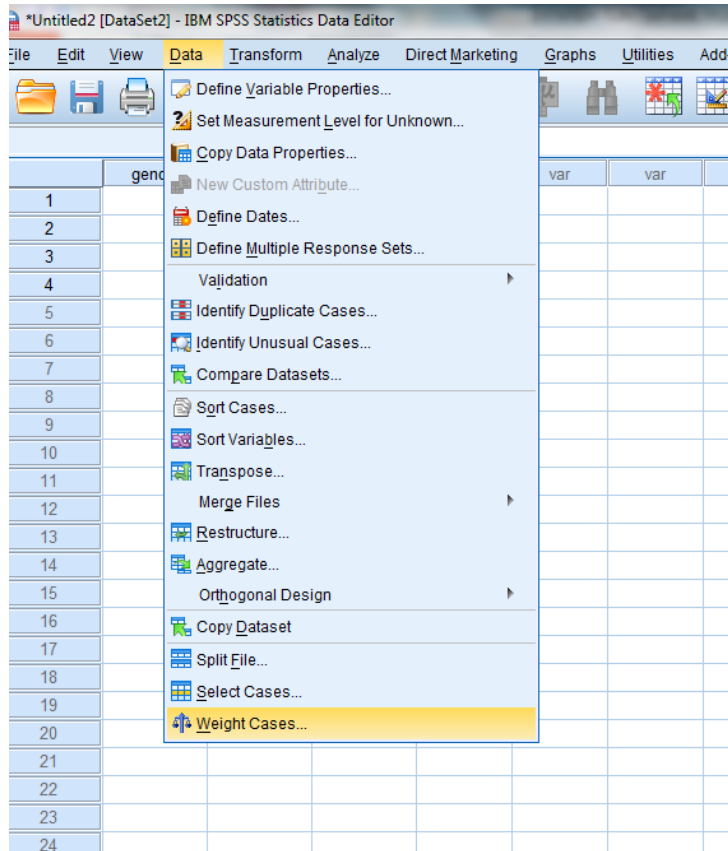 *Untitled2 [DataSet2] - IBM SPSS Statistics Data Editor
File Edit View Data Transform Analyze Direct Marketing Graphs Utilities Add
Define Variable Properties...
Set Measurement Level for Unknown...
Copy Data Properties...
gend var var
New Custom Attribute...
1
Define Dates...
2
Define Multiple Response Sets...
3
Validation
4
Identify Duplicate Cases...
5
Identify Unusual Cases...
6
7
Compare Datasets...
8
Sort Cases...
9
Sort Variables...
10
Transpose...
11
Merge Files
12
Restructure...
13
Aggregate...
14
Orthogonal Design
15
Copy Dataset
16
17
Split File...
18
Select Cases...
19
Weight Cases...
20
21
22
23
24